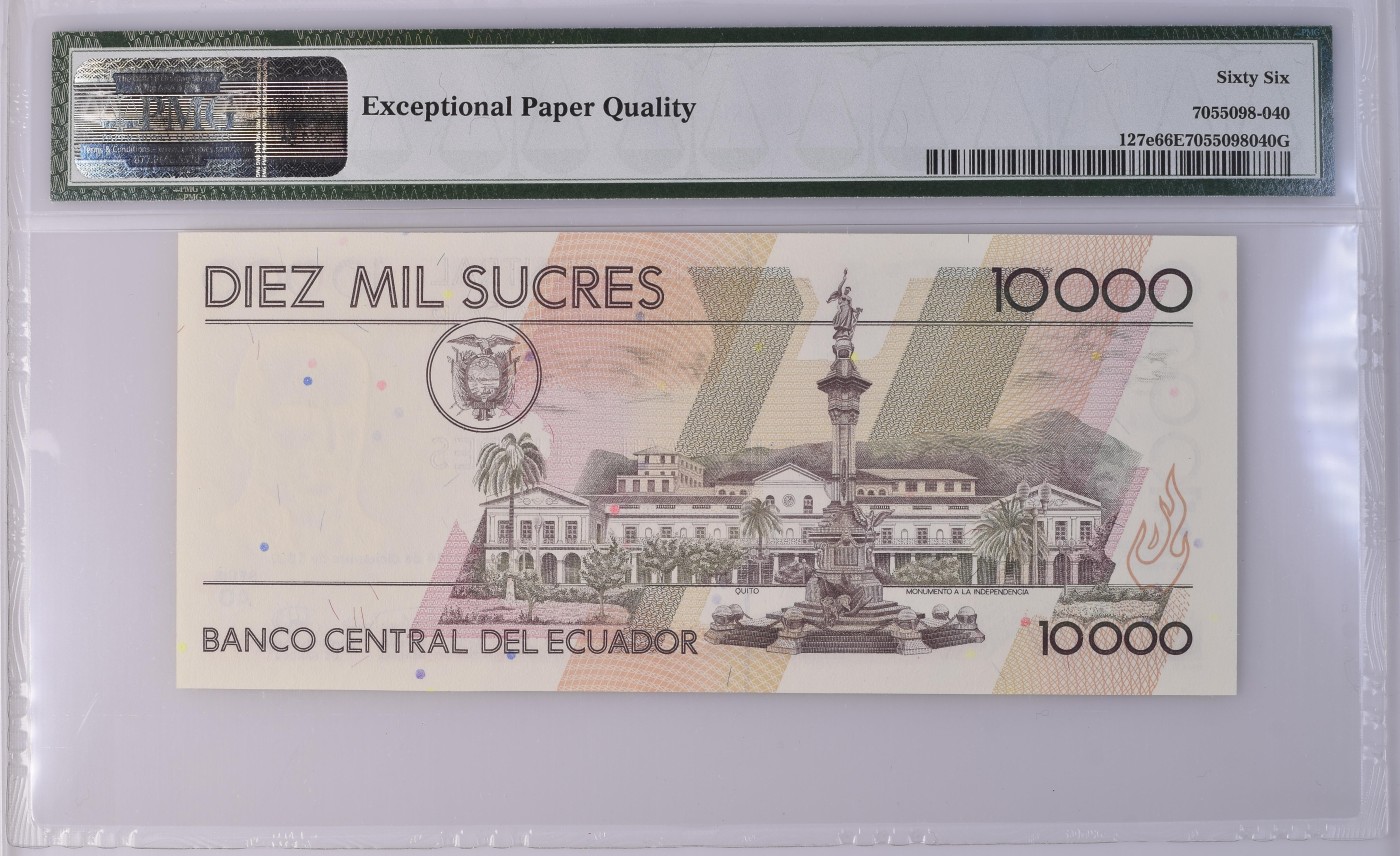 PMG
Exceptional Paper Quality
Sixty Six
7055098-040
127e66E7055098040G
DIEZ MIL SUCRES
10000
QUITO
MONUMENTO A LA INDEPENDENCIA
BANCO CENTRAL DEL ECUADOR
10000